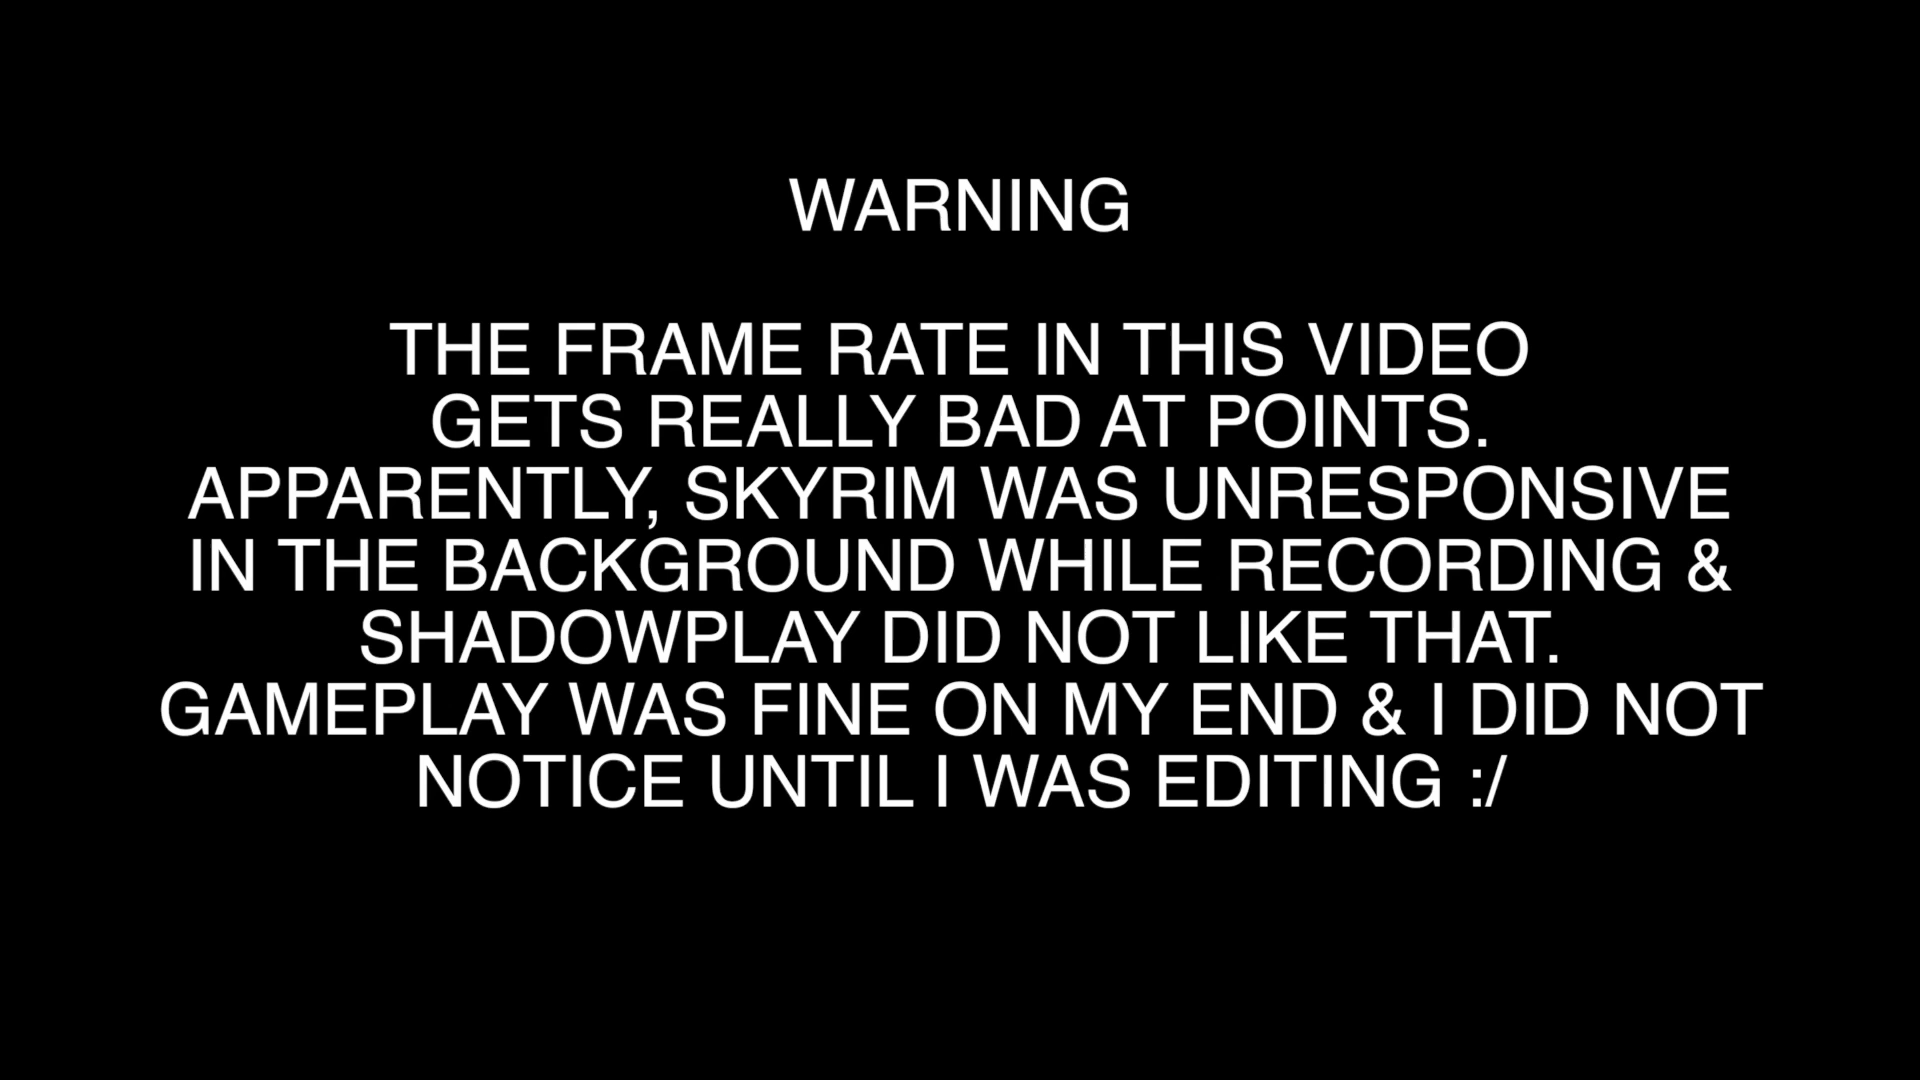 WARNING
THE FRAME RATE IN THIS VIDEO
GETS REALLY BAD AT POINTS.
APPARENTLY, SKYRIM WAS UNRESPONSIVE
IN THE BACKGROUND WHILE RECORDING &
SHADOWPLAY DID NOT LIKE THAT.
GAMEPLAY WAS FINE ON MY END & I DID NOT
NOTICE UNTIL I WAS EDITING :/